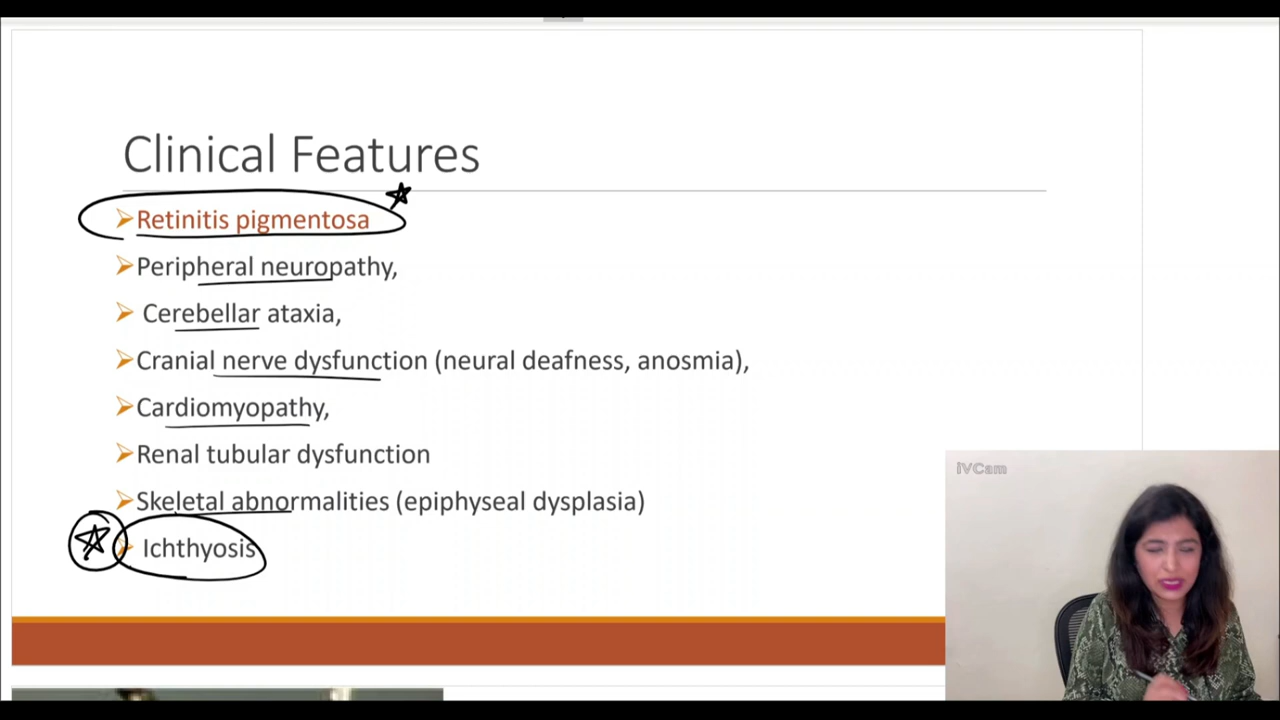 Clinical Features
Retinitis pigmentosa
Peripheral neuropathy,
Cerebellar ataxia,
Cranial nerve dysfunction (neural deafness, anosmia),
Cardiomyopathy,
Renal tubular dysfunction
Skeletal abnormalities (epiphyseal dysplasia)
Ichthyosis
iVCam